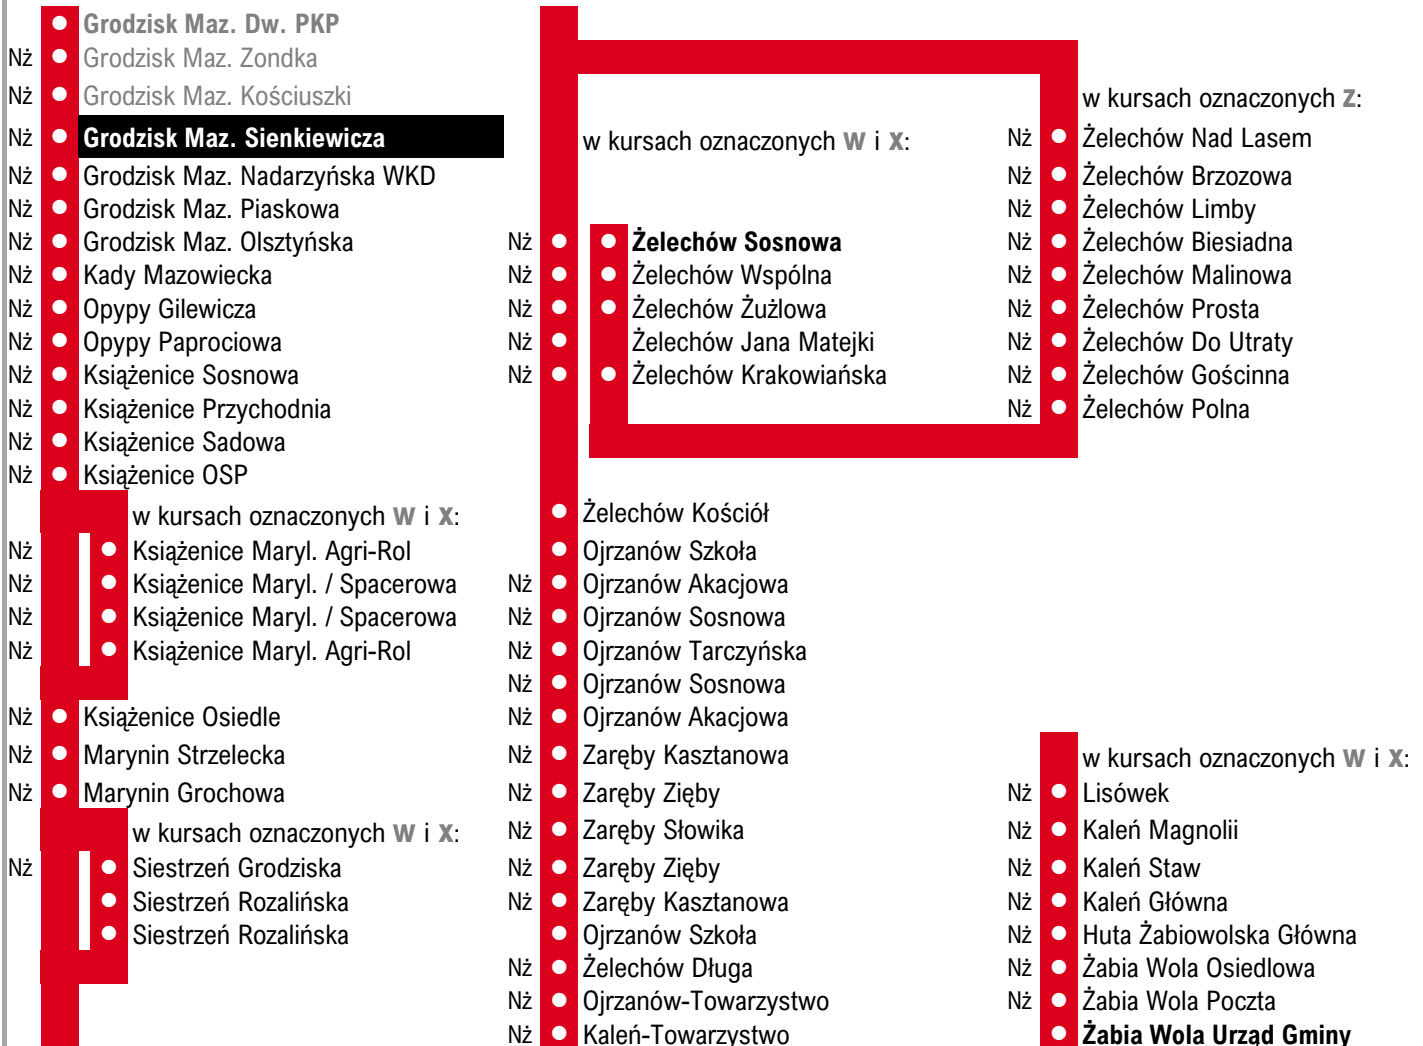 Grodzisk Maz. Dw. PKP
Nż Grodzisk Maz. Zondka
Nż Grodzisk Maz. Kościuszki
Nż Grodzisk Maz. Sienkiewicza
Nż Grodzisk Maz. Nadarzyńska WKD
Nż Grodzisk Maz. Piaskowa
Nż Grodzisk Maz. Olsztyńska
Nż Kady Mazowiecka
Nż Opypy Gilewicza
Nż Opypy Paprociowa
Nż Książenice Sosnowa
Nż Książenice Przychodnia
Nż Książenice Sadowa
Nż Książenice OSP
w kursach oznaczonych W i X:
Nż Książenice Maryl. Agri-Rol
Nż Książenice Maryl. / Spacerowa
Nż Książenice Maryl. / Spacerowa
Nż Książenice Maryl. Agri-Rol
Nż Książenice Osiedle
Nż Marynin Strzelecka
Nż Marynin Grochowa
w kursach oznaczonych W i X:
Nż Siestrzeń Grodziska
Siestrzeń Rozalińska
Siestrzeń Rozalińska
w kursach oznaczonych W i X:
Nż Żelechów Sosnowa
Nż Żelechów Wspólna
Nż Żelechów Żużlowa
Nż Żelechów Jana Matejki
Nż Żelechów Krakowiańska
Żelechów Kościół
Ojrzanów Szkoła
Nż Ojrzanów Akacjowa
Nż Ojrzanów Sosnowa
Nż Ojrzanów Tarczyńska
Nż Ojrzanów Sosnowa
Nż Ojrzanów Akacjowa
Nż Zaręby Kasztanowa
Nż Zaręby Zięby
Nż Zaręby Słowika
Nż Zaręby Zięby
Nż Zaręby Kasztanowa
Ojrzanów Szkoła
Nż Żelechów Długa
Nż Ojrzanów-Towarzystwo
Nż Kaleń-Towarzystwo
w kursach oznaczonych Z:
Nż Żelechów Nad Lasem
Nż Żelechów Brzozowa
Nż Żelechów Limby
Nż Żelechów Biesiadna
Nż Żelechów Malinowa
Nż Żelechów Prosta
Nż Żelechów Do Utraty
Nż Żelechów Gościnna
Nż Żelechów Polna
w kursach oznaczonych W i X:
Nż Lisówek
Nż Kaleń Magnolii
Nż Kaleń Staw
Nż Kaleń Główna
Nż Huta Żabiowolska Główna
Nż Żabia Wola Osiedlowa
Nż Żabia Wola Poczta
Żabia Wola Urząd Gminy